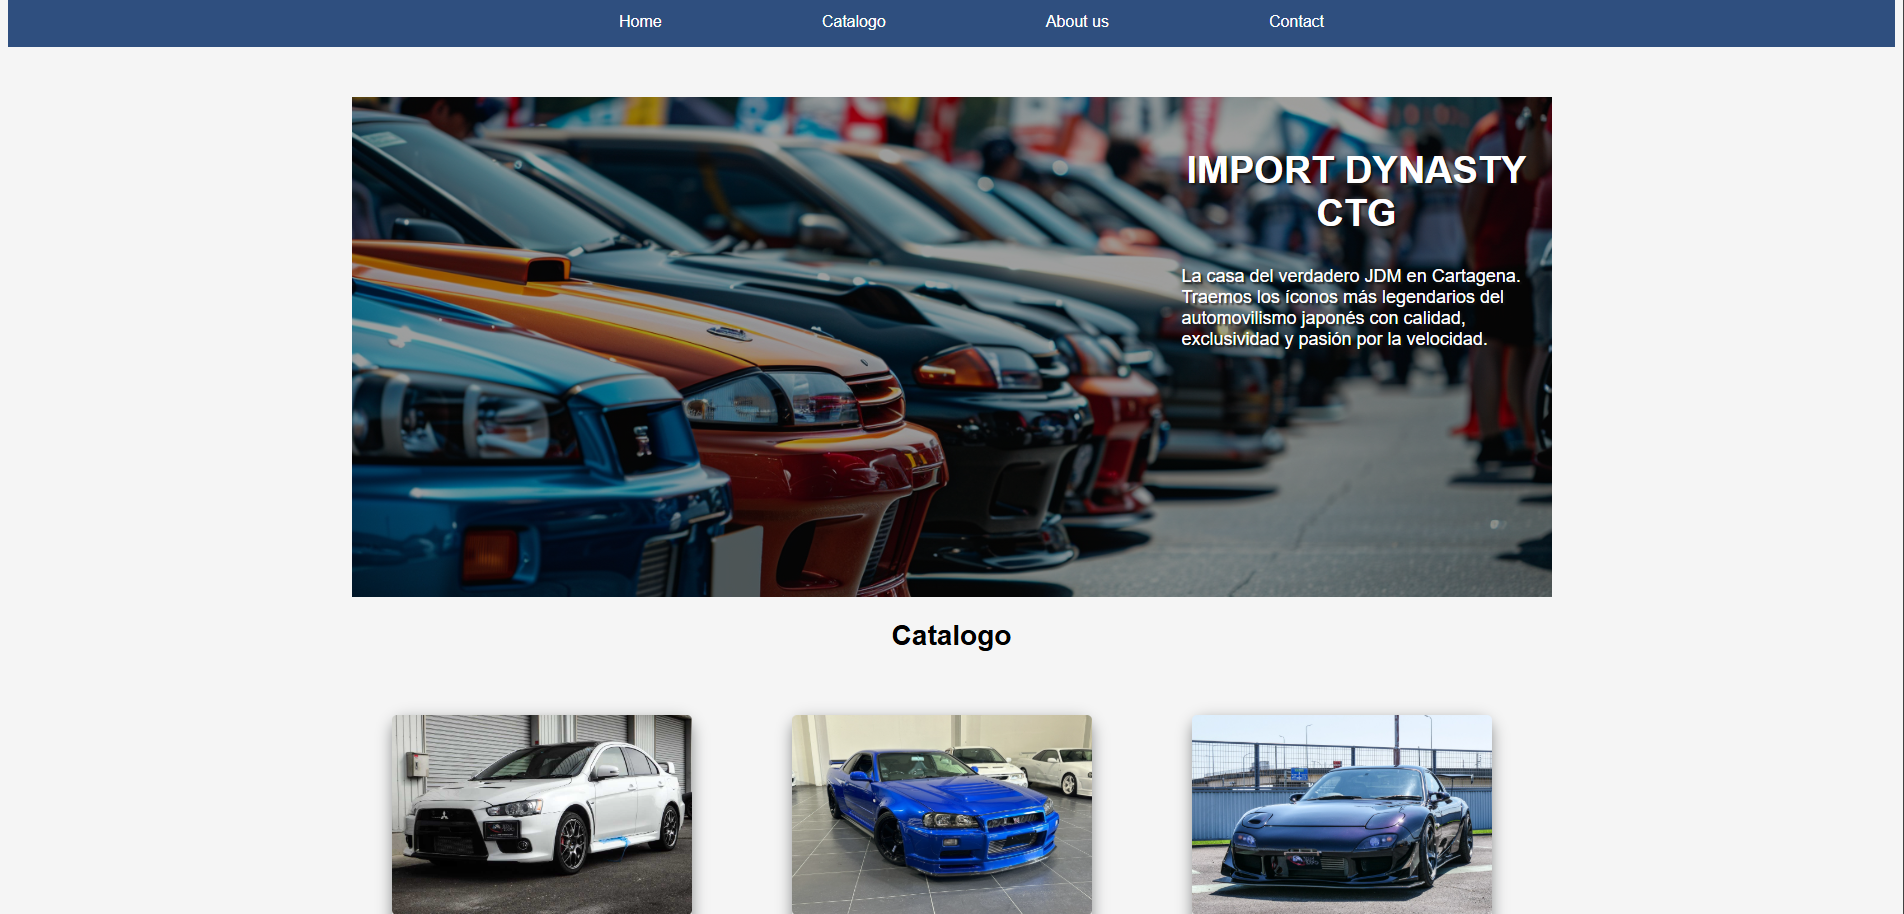 Home Catalogo About us Contact
IMPORT DYNASTY
CTG
La casa del verdadero JDM en Cartagena.
Traemos los íconos más legendarios del
automovilismo japonés con calidad,
exclusividad y pasión por la velocidad.
Catalogo